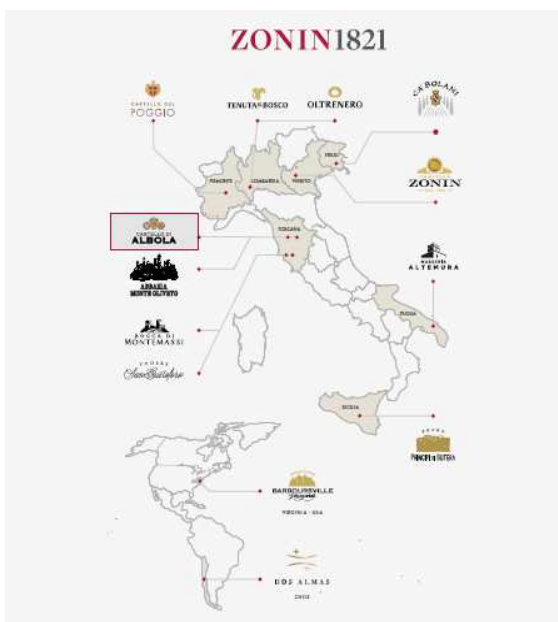 ZONIN1821
CASTELLO DEL
POGGIO
TENUTA IL BOSCO
OLTRENERO
CA' BOLANI
ZONIN
PIEMONTE
LOMBARDIA
VENETO
FRIULI
CASTELLO DI
ALBOLA
TOSCANA
ABBAZIA
MONTE OLIVETO
MASSERIA
ALTEMURA
ROCCA DI
MONTEMASSI
PUGLIA
SICILIA
PRINCIPI DI BUTERA
BARBOURSVILLE
Vineyards
VIRGINIA - USA
DOS ALMAS